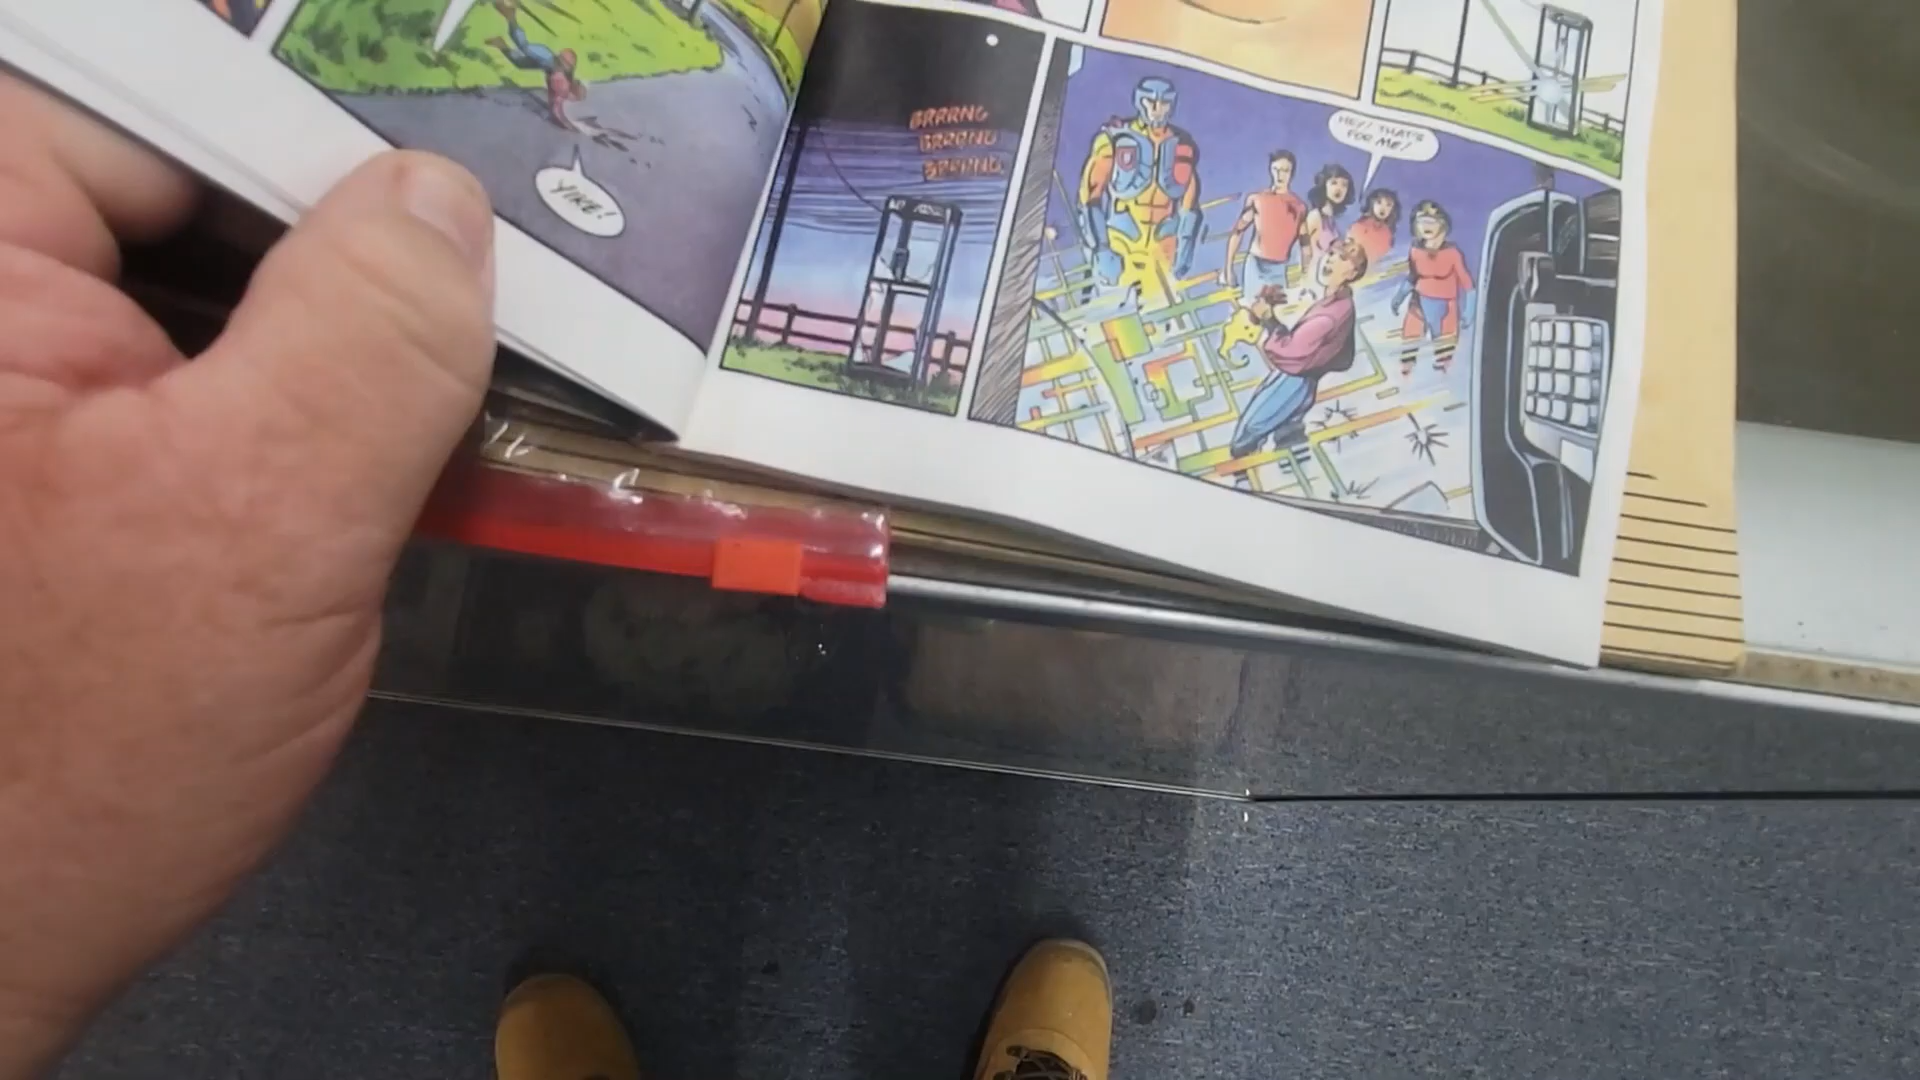 YIKE!
BRRRNG
BRRRNG
BRRRNG
HEY! THAT'S
FOR ME!